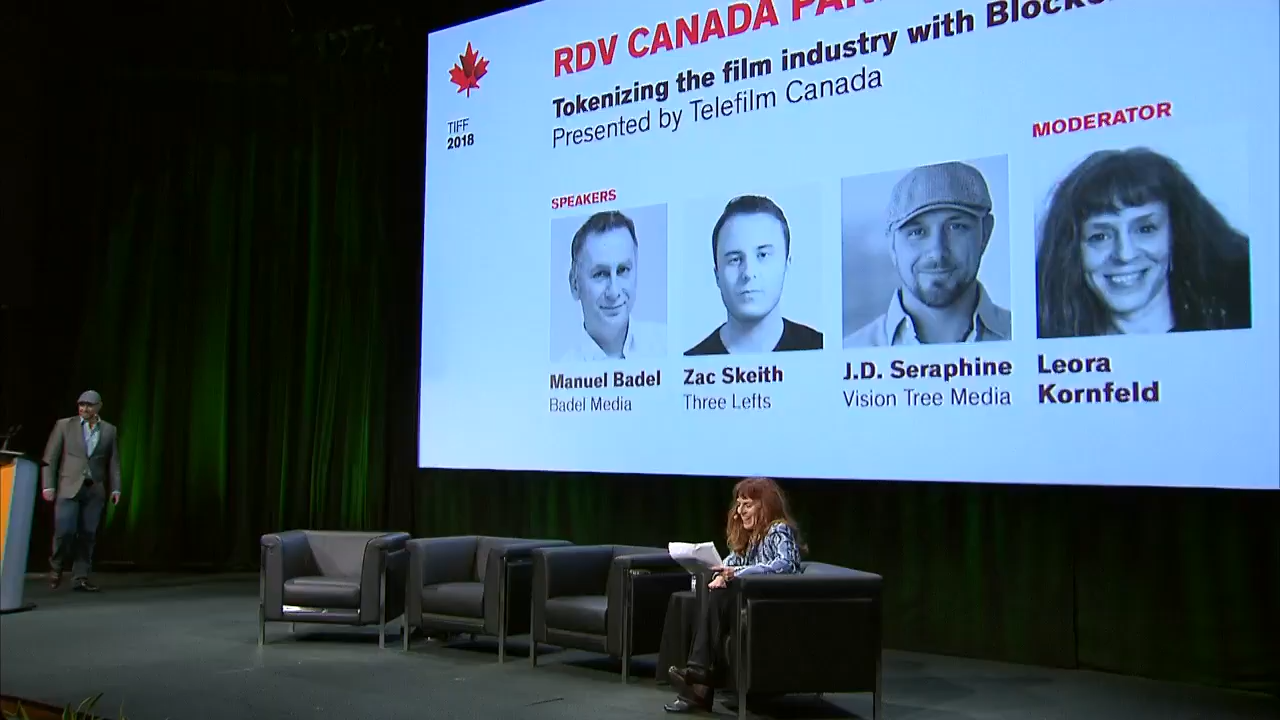 RDV CANADA
Tokenizing the film industry with
Presented by Telefilm Canada
TIFF
2018
SPEAKERS
MODERATOR
Manuel Badel
Badel Media
Zac Skeith
Three Lefts
J.D. Seraphine
Vision Tree Media
Leora
Kornfeld